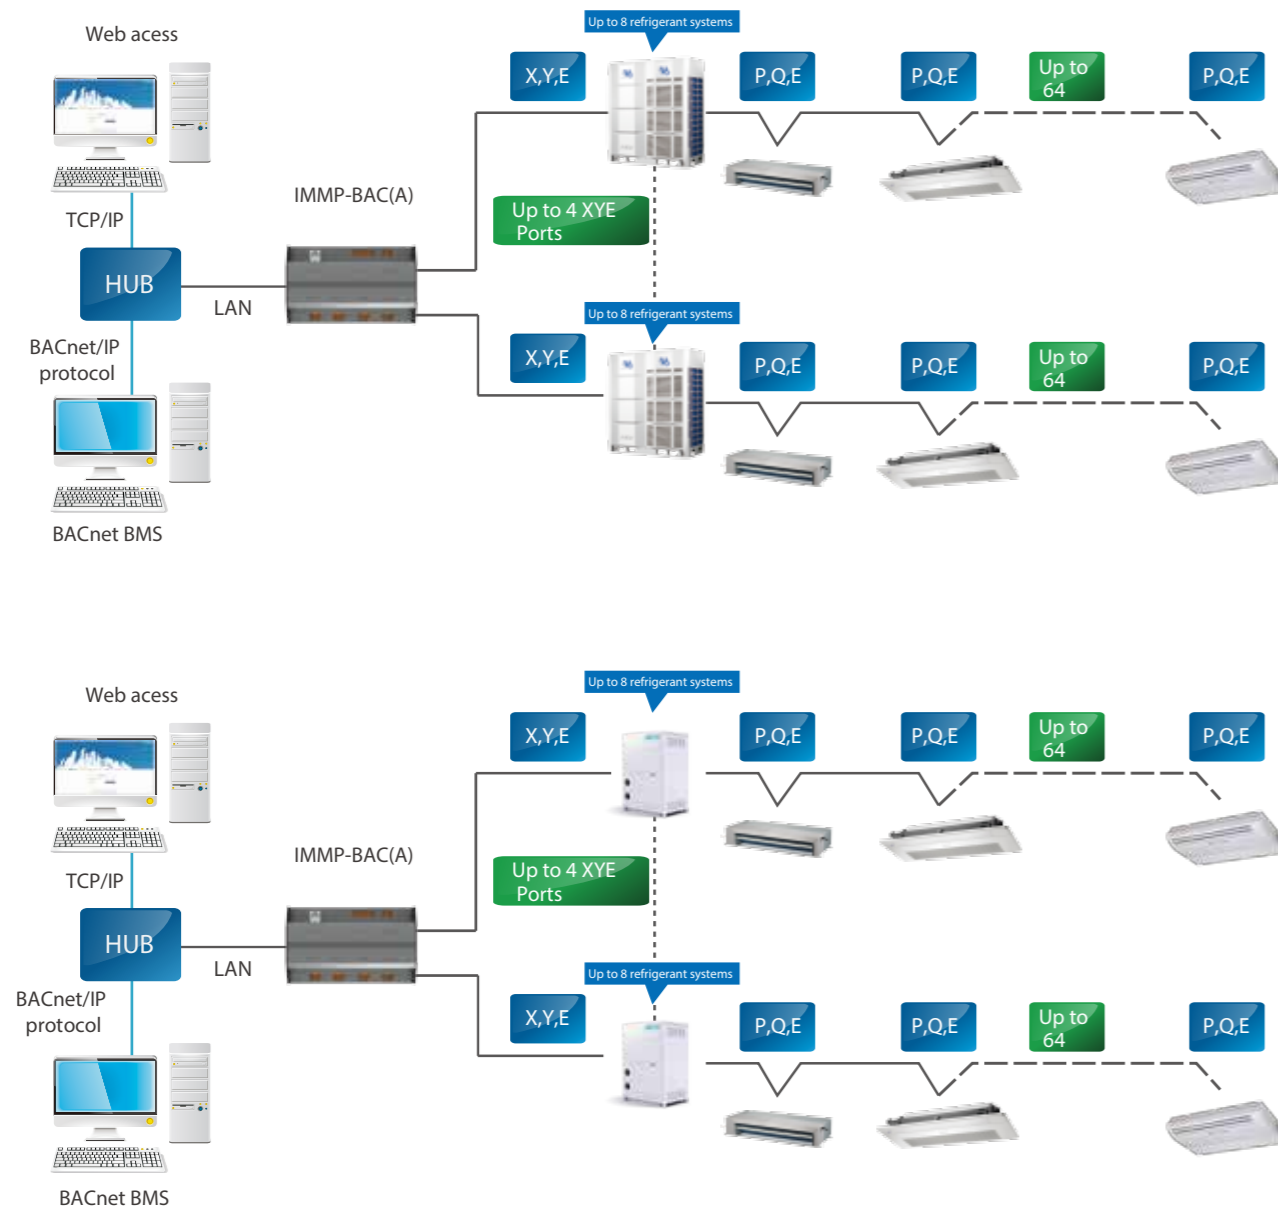 Up to 8 refrigerant systems
Web acess
X,Y,E
P,Q,E
P,Q,E
Up to
64
P,Q,E
IMMP-BAC(A)
TCP/IP
Up to 4 XYE
Ports
HUB
LAN
Up to 8 refrigerant systems
BACnet/IP
protocol
X,Y,E
P,Q,E
P,Q,E
Up to
64
P,Q,E
BACnet BMS
Up to 8 refrigerant systems
Web acess
X,Y,E
P,Q,E
P,Q,E
Up to
64
P,Q,E
IMMP-BAC(A)
TCP/IP
Up to 4 XYE
Ports
HUB
LAN
Up to 8 refrigerant systems
BACnet/IP
protocol
X,Y,E
P,Q,E
P,Q,E
Up to
64
P,Q,E
BACnet BMS